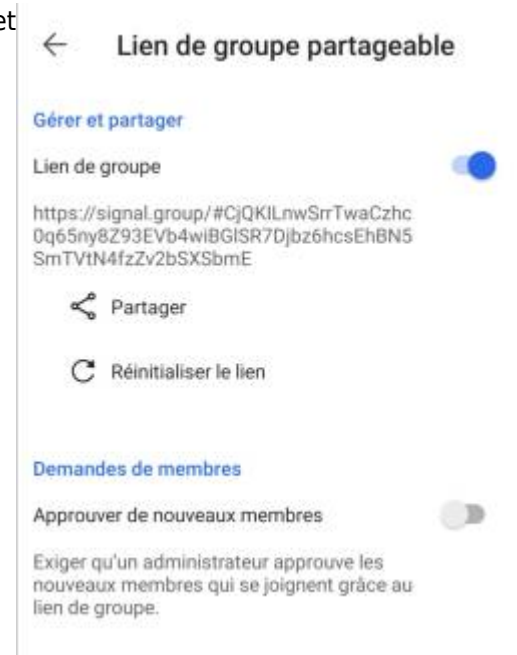 et
Lien de groupe partageable
Gérer et partager
Lien de groupe
https://signal.group/#CjQKILnwSrrTwaCzhc
0q65ny8Z93EVb4wiBGlSR7Djbz6hcsEhBN5
SmTVtN4fzZv2bSXSbmE
Partager
Réinitialiser le lien
Demandes de membres
Approuver de nouveaux membres
Exiger qu'un administrateur approuve les
nouveaux membres qui se joignent grâce au
lien de groupe.